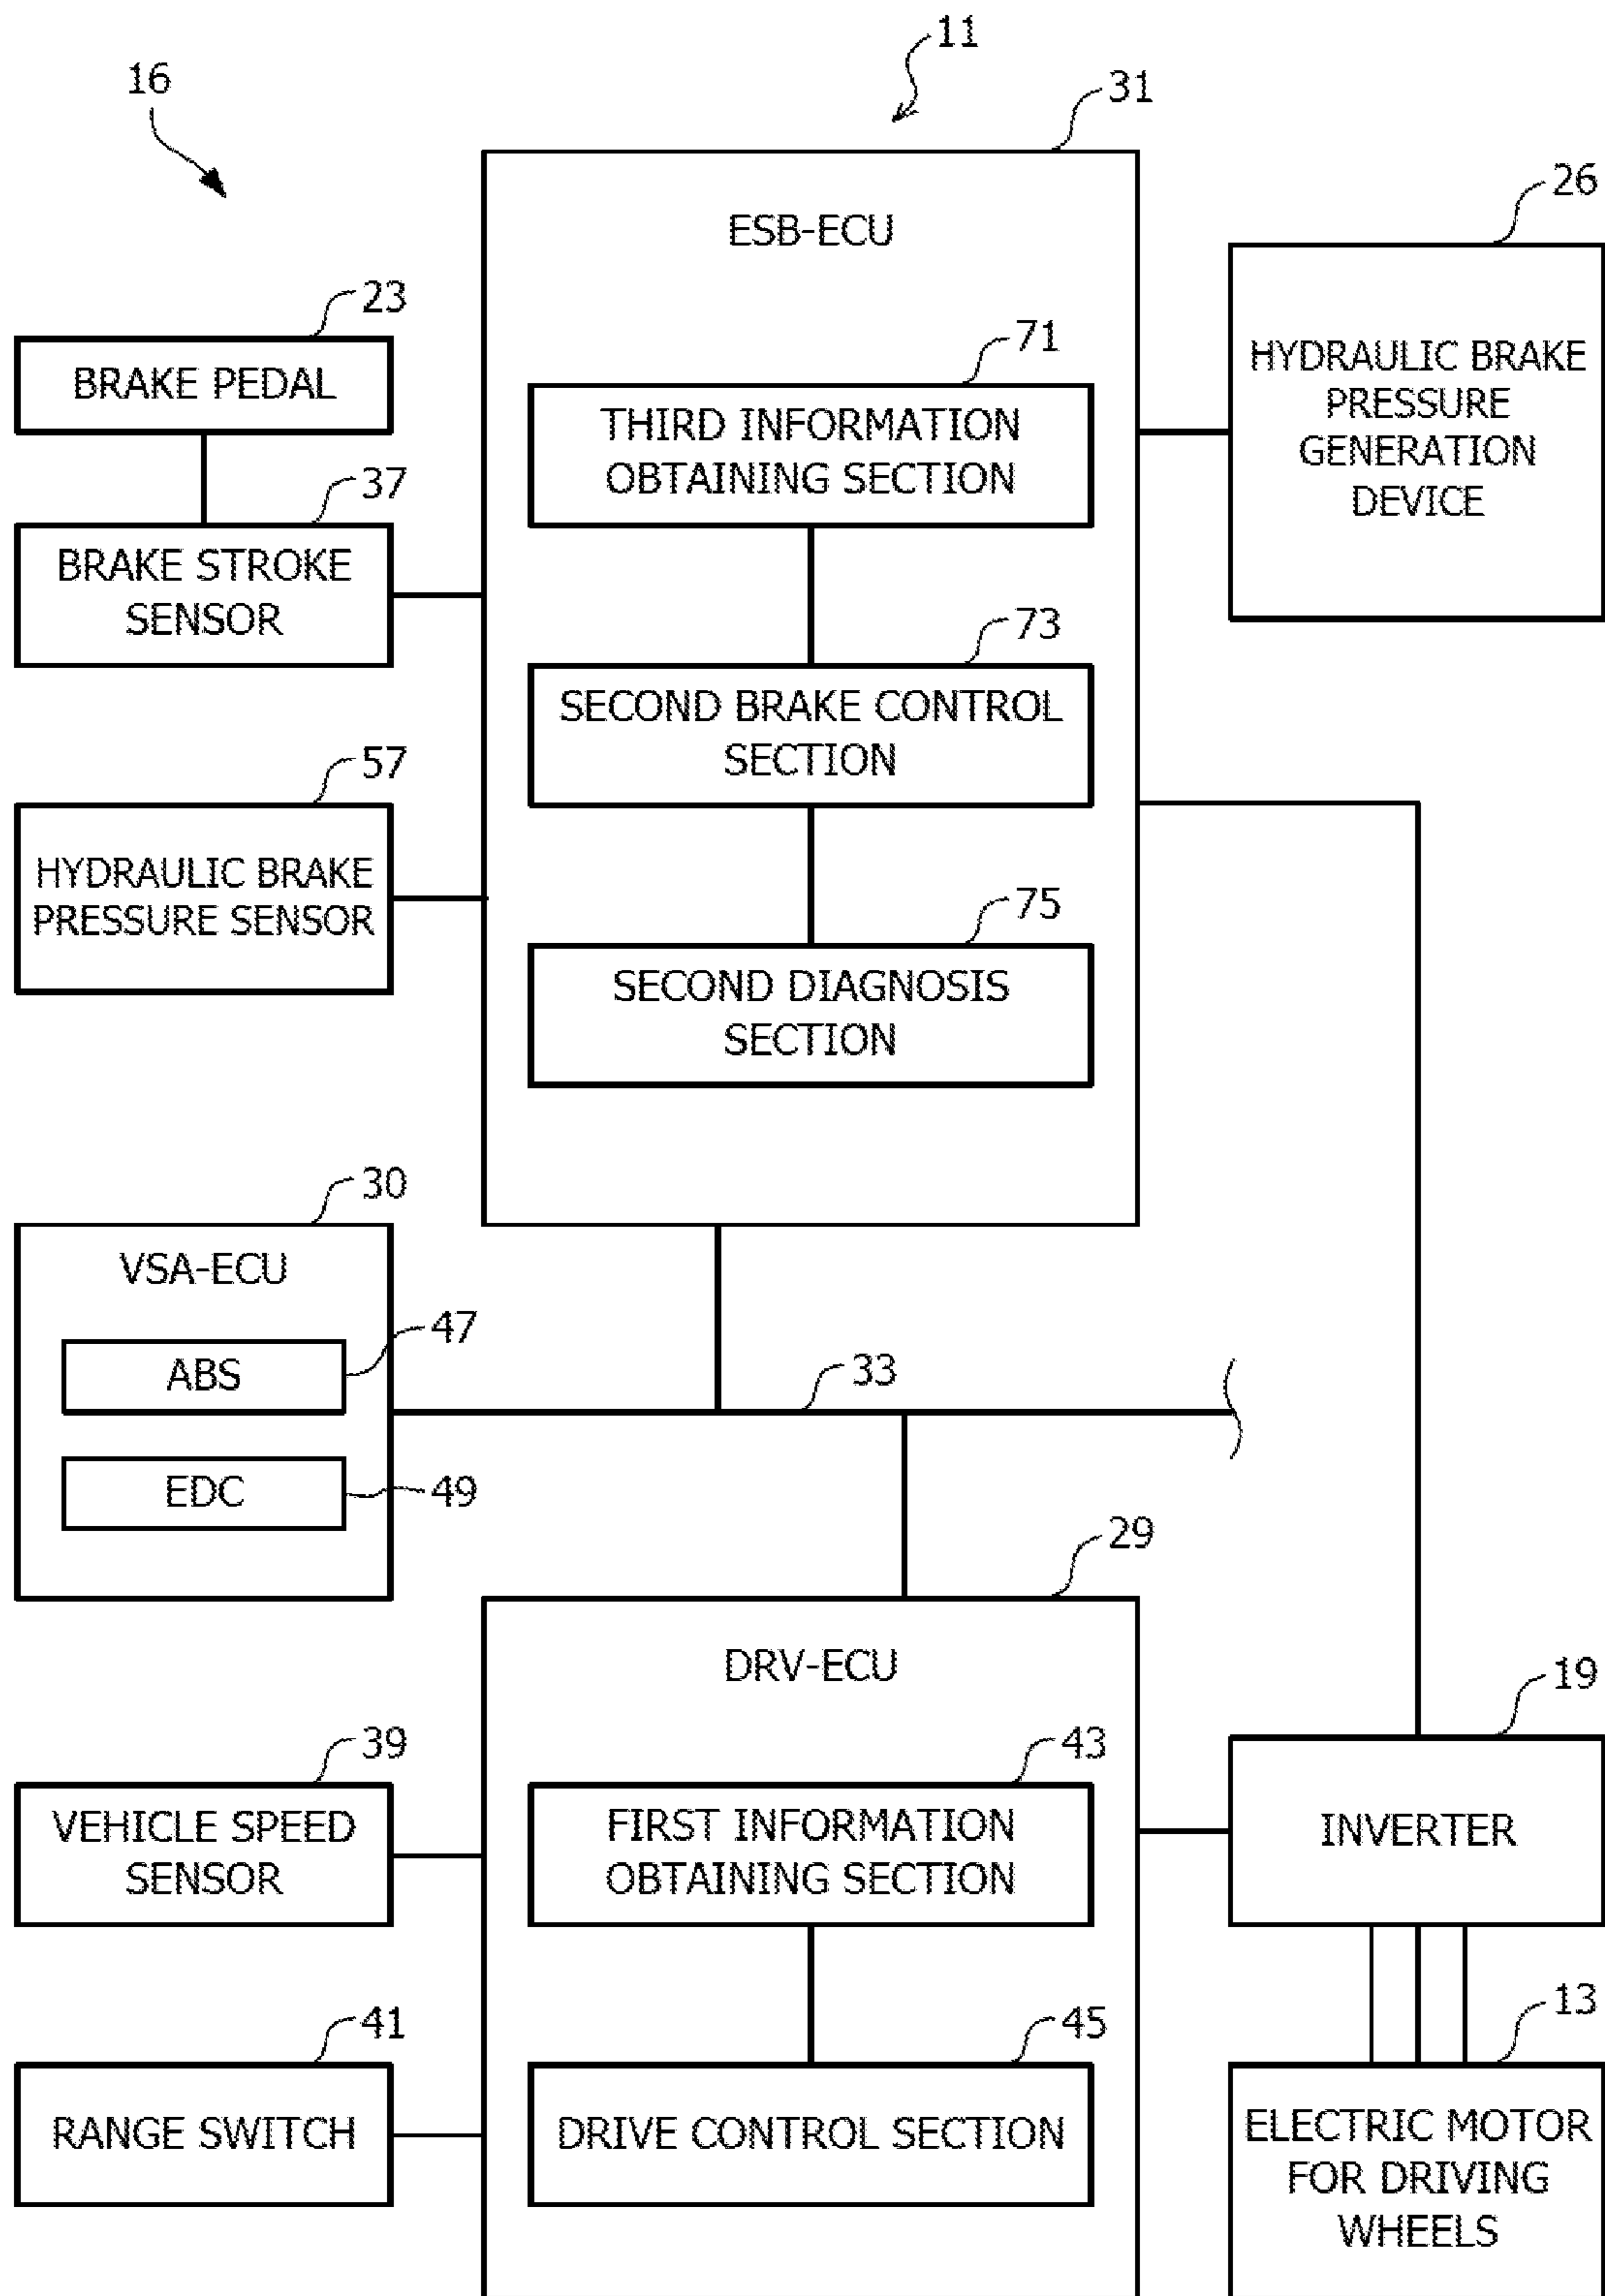 11
16
31
ESB-ECU
26
HYDRAULIC BRAKE
PRESSURE
GENERATION
DEVICE
23
BRAKE PEDAL
71
THIRD INFORMATION
OBTAINING SECTION
37
BRAKE STROKE
SENSOR
73
SECOND BRAKE CONTROL
SECTION
57
HYDRAULIC BRAKE
PRESSURE SENSOR
75
SECOND DIAGNOSIS
SECTION
30
VSA-ECU
47
ABS
33
EDC
49
29
DRV-ECU
19
INVERTER
39
VEHICLE SPEED
SENSOR
43
FIRST INFORMATION
OBTAINING SECTION
41
RANGE SWITCH
45
DRIVE CONTROL SECTION
13
ELECTRIC MOTOR
FOR DRIVING
WHEELS